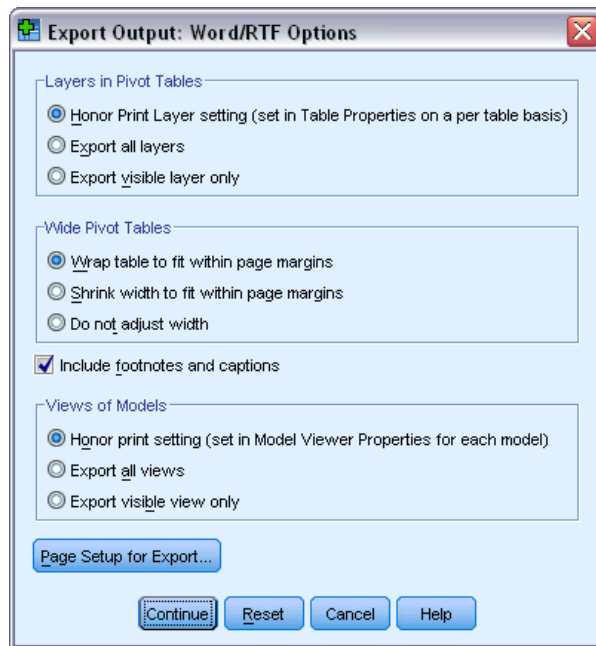 Export Output: Word/RTF Options
Layers in Pivot Tables
Honor Print Layer setting (set in Table Properties on a per table basis)
Export all layers
Export visible layer only
Wide Pivot Tables
Wrap table to fit within page margins
Shrink width to fit within page margins
Do not adjust width
Include footnotes and captions
Views of Models
Honor print setting (set in Model Viewer Properties for each model)
Export all views
Export visible view only
Page Setup for Export...
Continue Reset Cancel Help